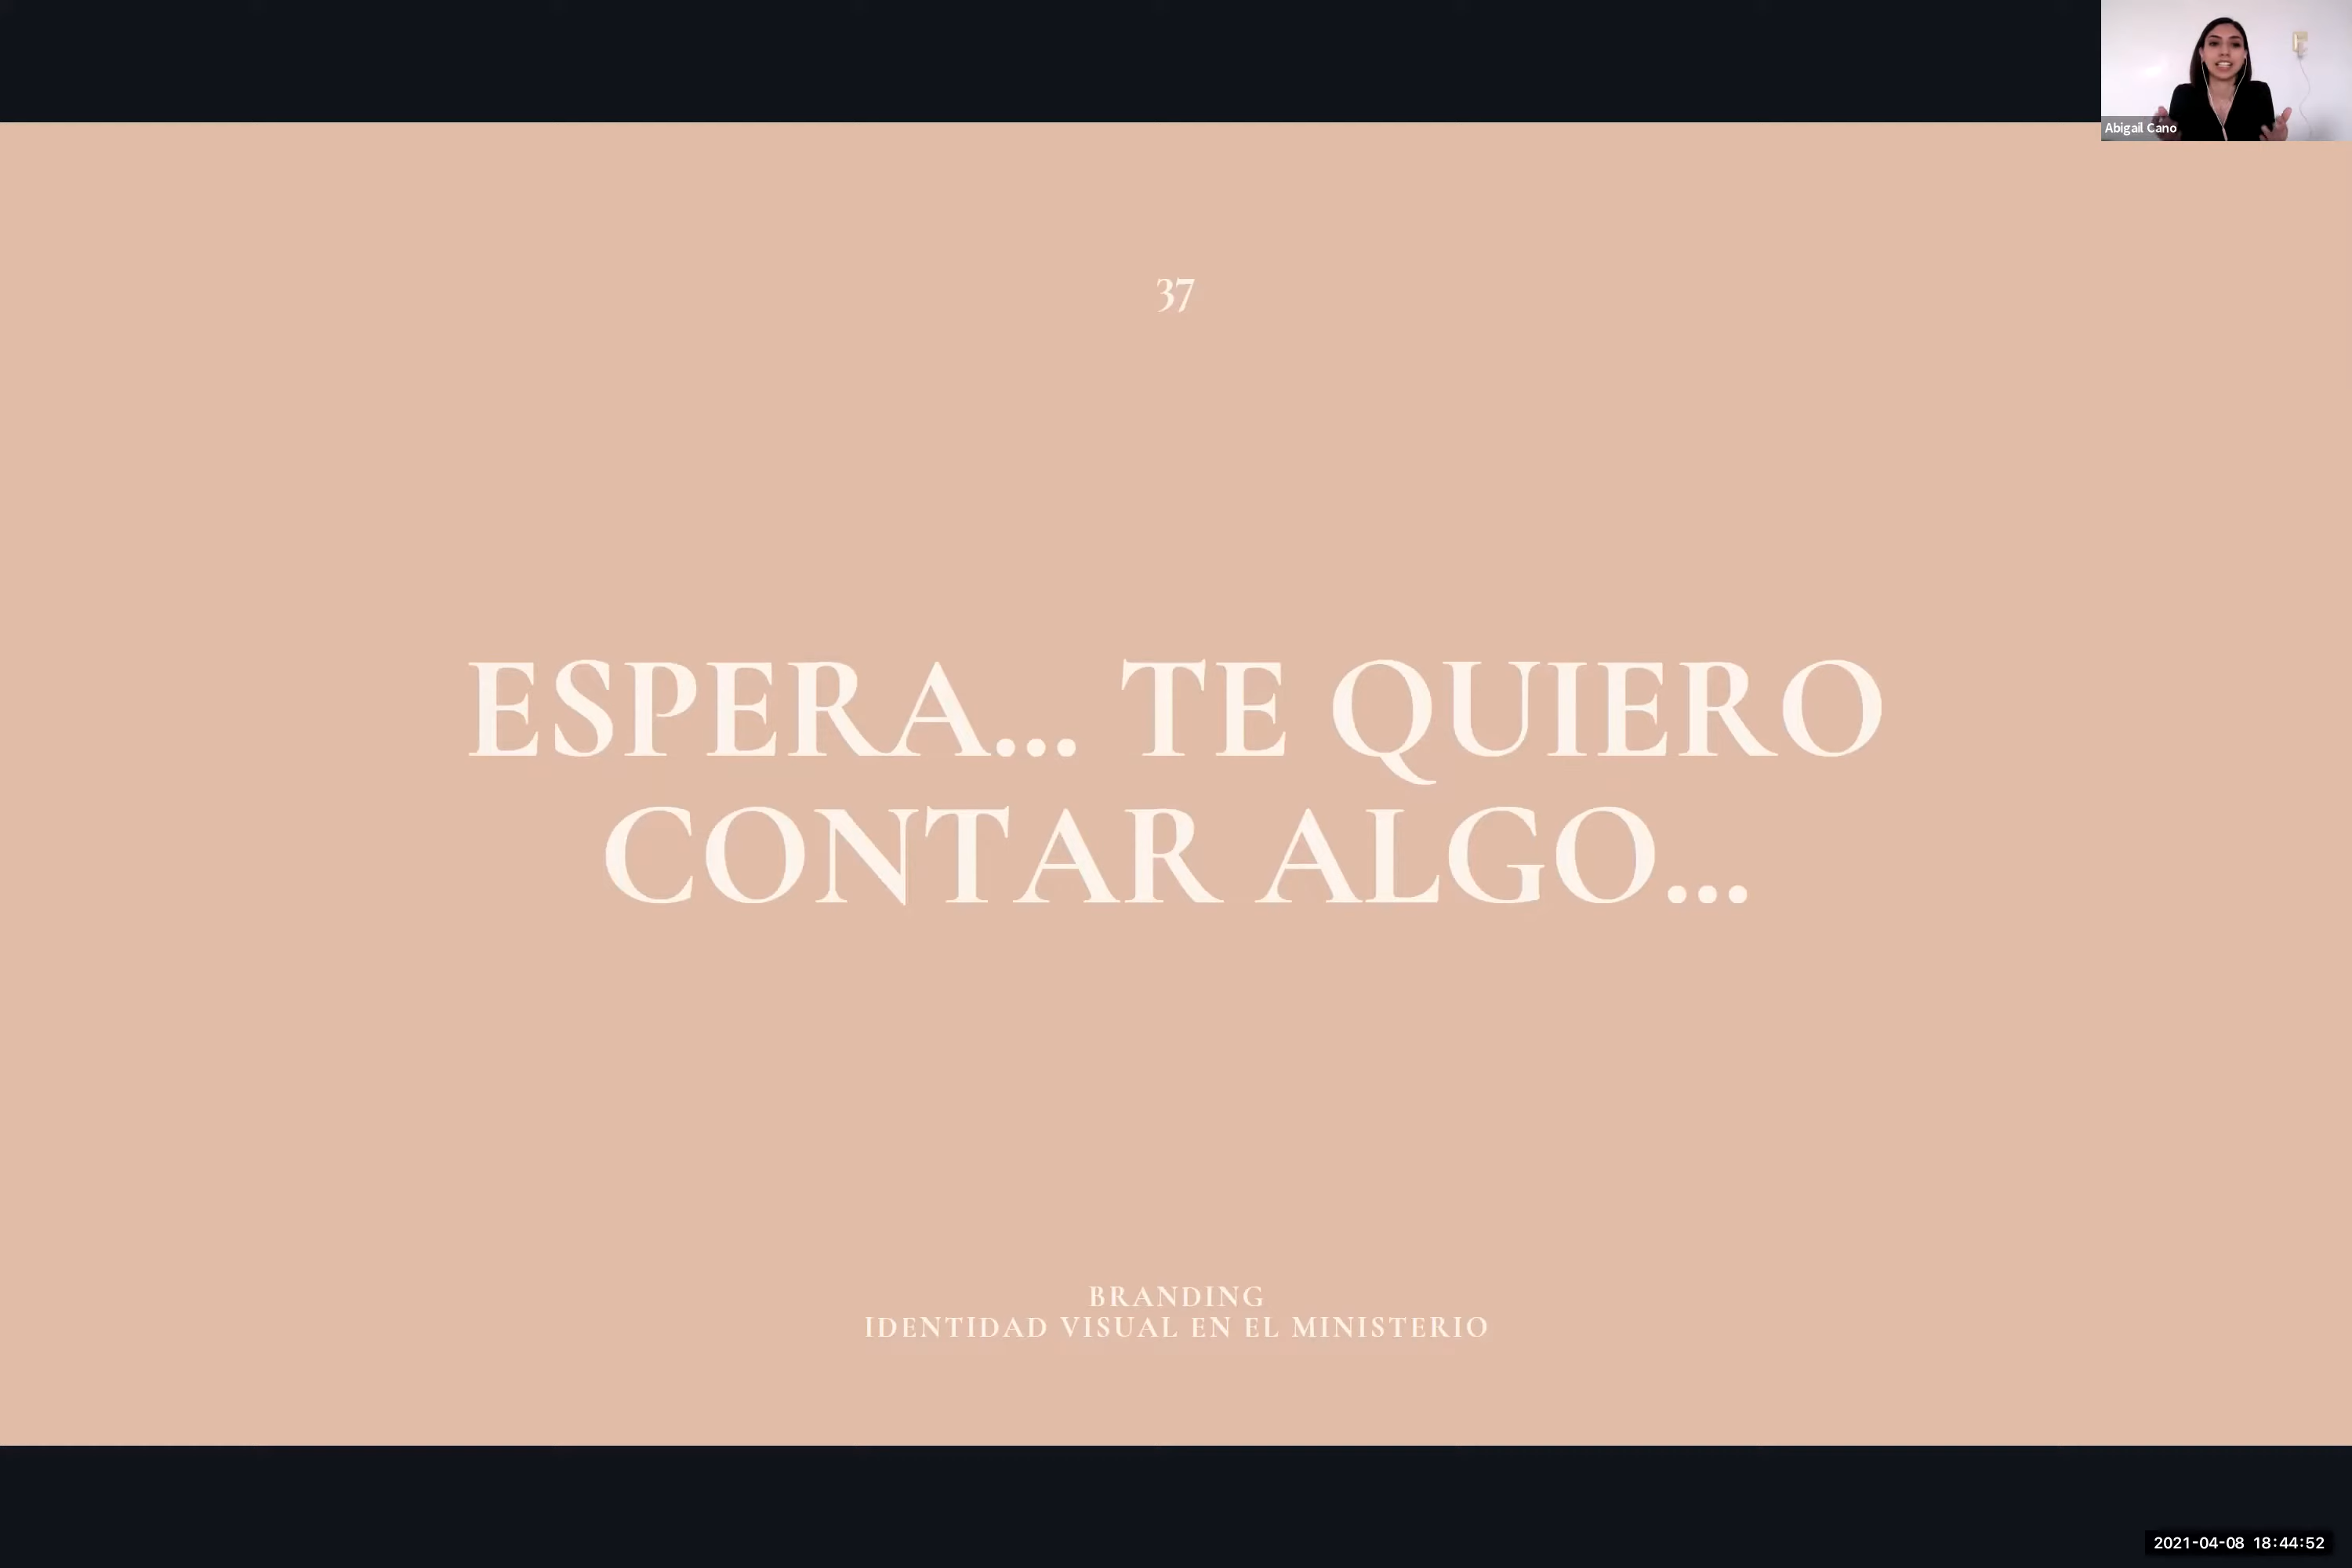 Abigail Cano
37
ESPERA... TE QUIERO
CONTAR ALGO...
BRANDING
IDENTIDAD VISUAL EN EL MINISTERIO
2021-04-08 18:44:52